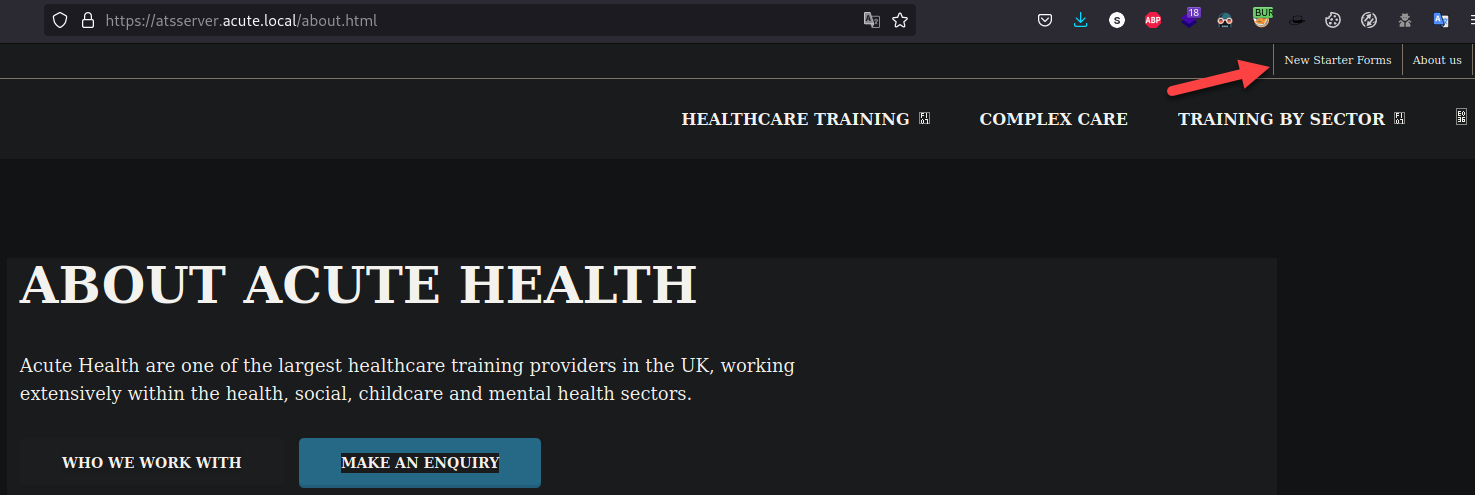 https://atsserver.acute.local/about.html
S ABP 18 BUR
New Starter Forms About us
HEALTHCARE TRAINING COMPLEX CARE TRAINING BY SECTOR
ABOUT ACUTE HEALTH
Acute Health are one of the largest healthcare training providers in the UK, working
extensively within the health, social, childcare and mental health sectors.
WHO WE WORK WITH MAKE AN ENQUIRY